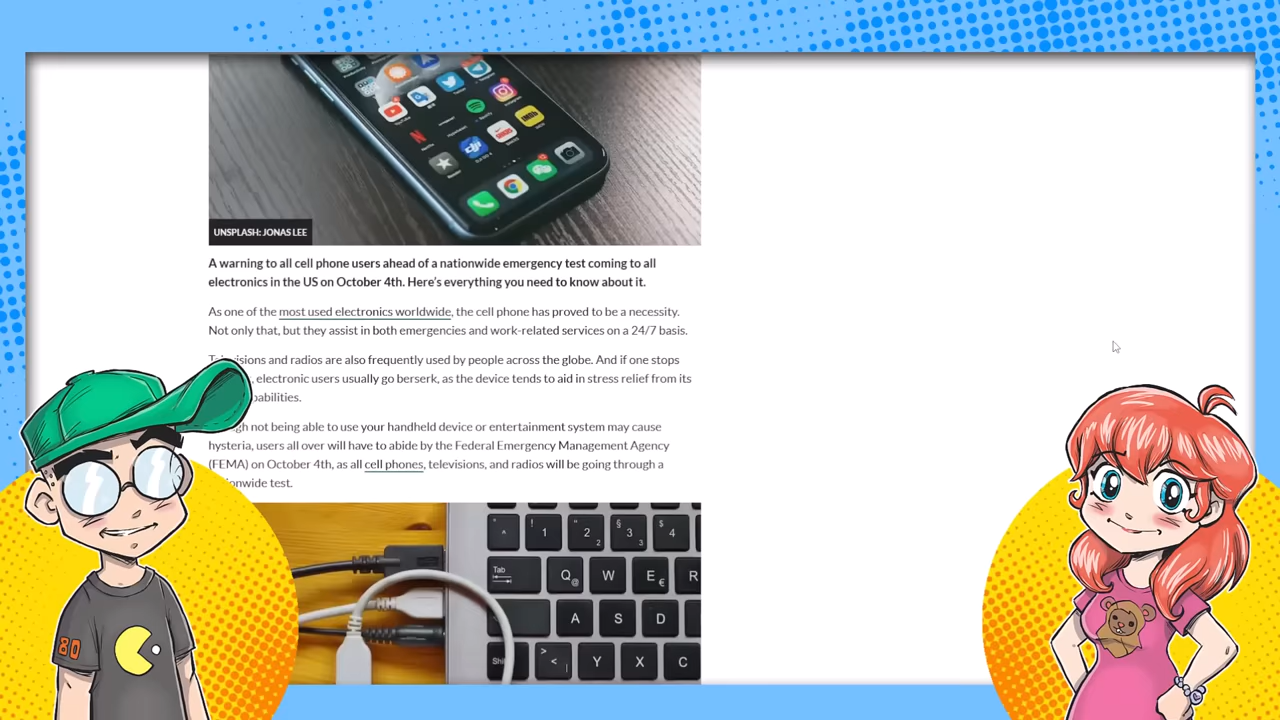 UNSPLASH: JONAS LEE
A warning to all cell phone users ahead of a nationwide emergency test coming to all
electronics in the US on October 4th. Here's everything you need to know about it.
As one of the most used electronics worldwide, the cell phone has proved to be a necessity.
Not only that, but they assist in both emergencies and work-related services on a 24/7 basis.
and radios are also frequently used by people across the globe. And if one stops
electronic users usually go berserk, as the device tends to aid in stress relief from its
not being able to use your handheld device or entertainment system may cause
hysteria, users all over will have to abide by the Federal Emergency Management Agency
(FEMA) on October 4th, as all cell phones, televisions, and radios will be going through a
test.
! 1
" 2 2
§ 3 3
$ 4
Tab
Q @
W
E €
R
A
S
D
> <
Y
X
C
80